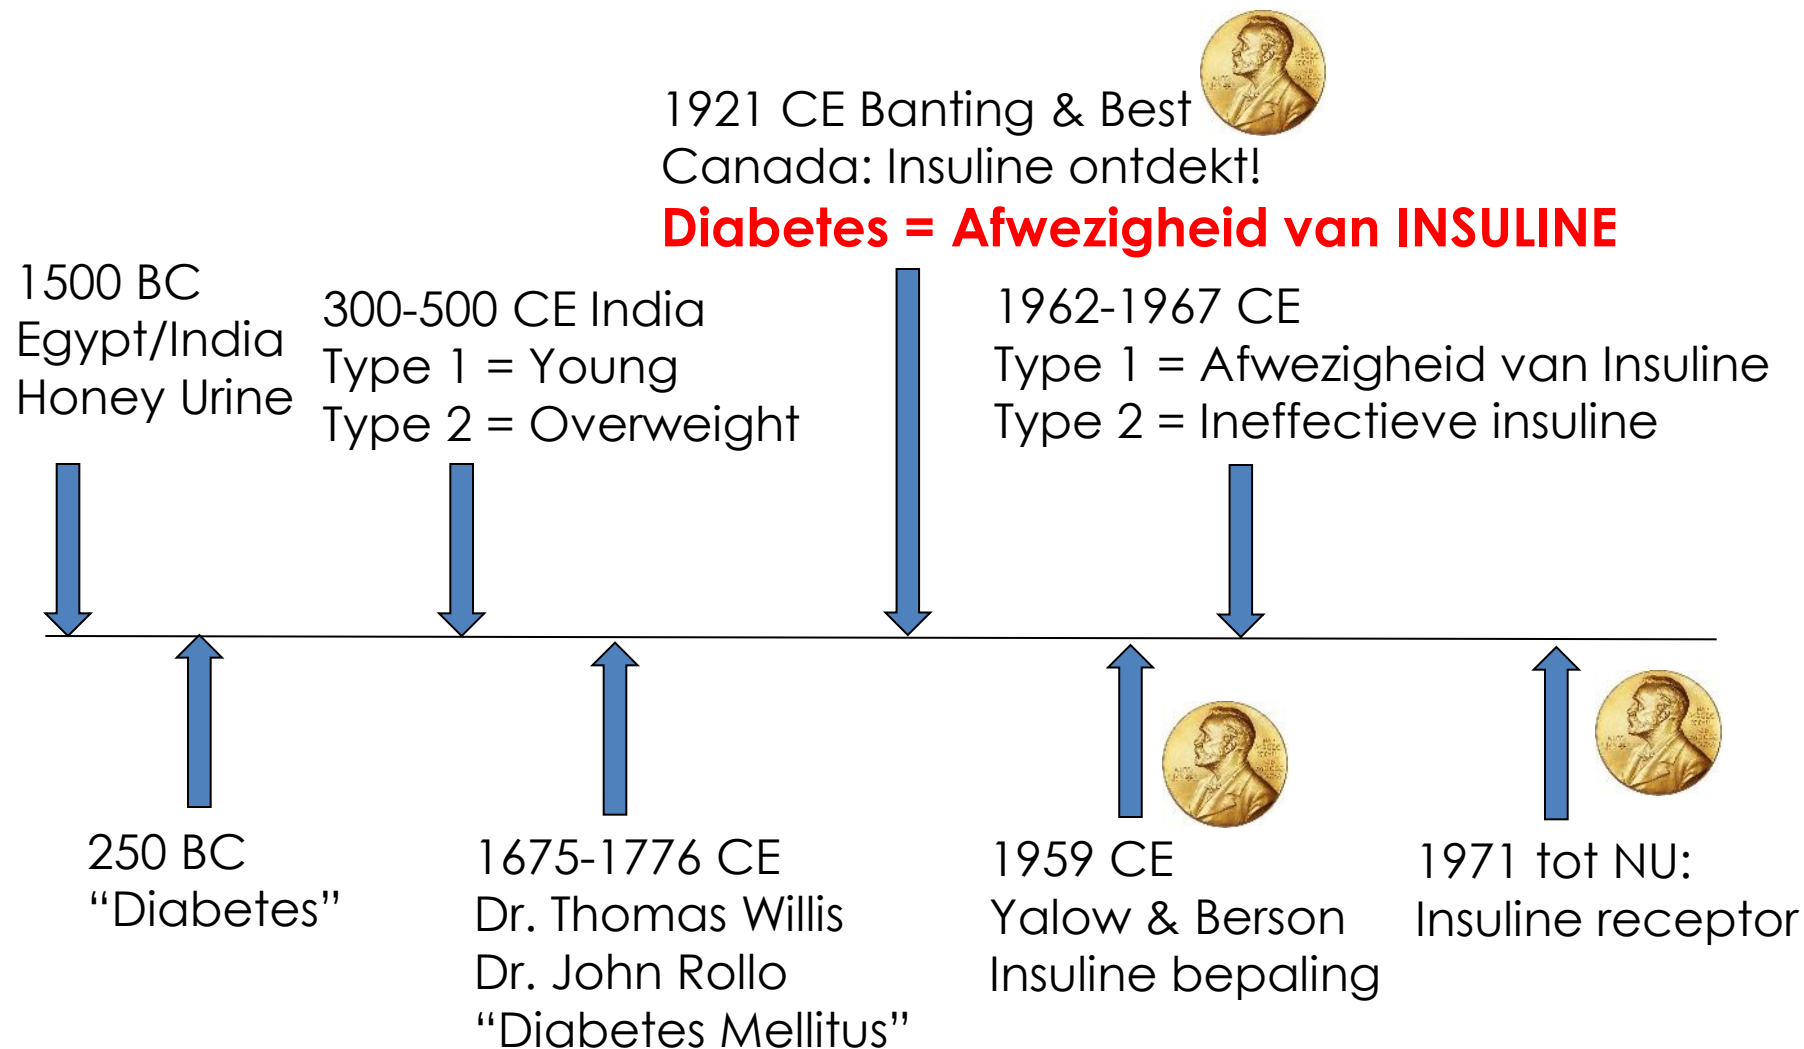 1921 CE Banting & Best
Canada: Insuline ontdekt!
Diabetes = Afwezigheid van INSULINE
1500 BC
Egypt/India
Honey Urine
300-500 CE India
Type 1 = Young
Type 2 = Overweight
1962-1967 CE
Type 1 = Afwezigheid van Insuline
Type 2 = Ineffectieve insuline
250 BC
“Diabetes”
1675-1776 CE
Dr. Thomas Willis
Dr. John Rollo
“Diabetes Mellitus”
1959 CE
Yalow & Berson
Insuline bepaling
1971 tot NU:
Insuline receptor